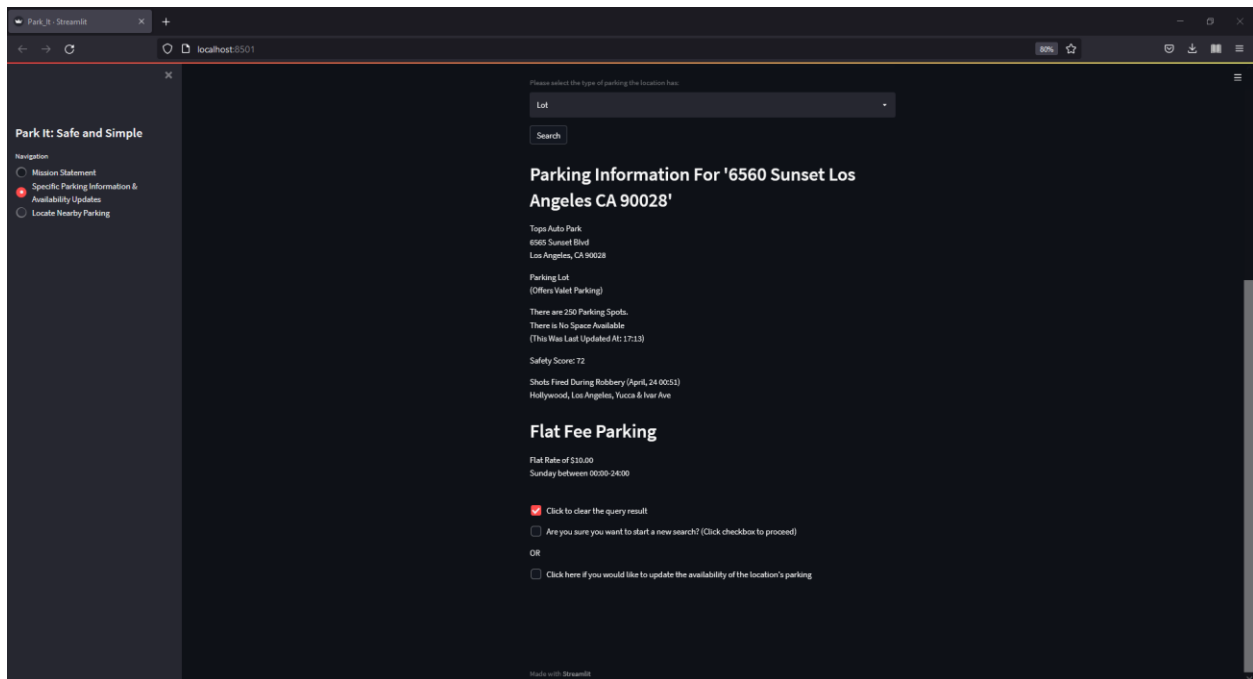 Park_It · Streamlit
localhost:8501
80%
Park It: Safe and Simple
Navigation
Mission Statement
Specific Parking Information &
Availability Updates
Locate Nearby Parking
Please select the type of parking the location has:
Lot
Search
Parking Information For '6560 Sunset Los
Angeles CA 90028'
Tops Auto Park
6565 Sunset Blvd
Los Angeles, CA 90028
Parking Lot
(Offers Valet Parking)
There are 250 Parking Spots.
There is No Space Available
(This Was Last Updated At: 17:13)
Safety Score: 72
Shots Fired During Robbery (April, 24 00:51)
Hollywood, Los Angeles, Yucca & Ivar Ave
Flat Fee Parking
Flat Rate of $10.00
Sunday between 00:00-24:00
Click to clear the query result
Are you sure you want to start a new search? (Click checkbox to proceed)
OR
Click here if you would like to update the availability of the location's parking
Made with Streamlit